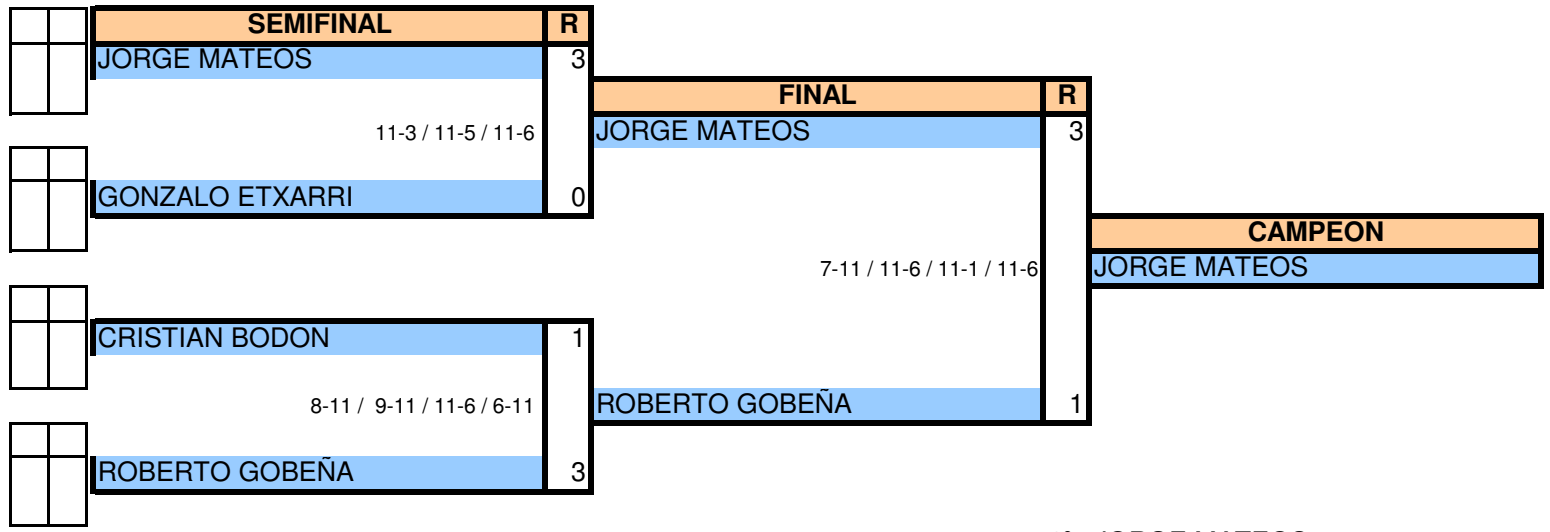 SEMIFINAL R
JORGE MATEOS 3
FINAL R
11-3 / 11-5 / 11-6
JORGE MATEOS 3
GONZALO ETXARRI 0
CAMPEON
7-11 / 11-6 / 11-1 / 11-6
JORGE MATEOS
CRISTIAN BODON 1
8-11 / 9-11 / 11-6 / 6-11
ROBERTO GOBEÑA 1
ROBERTO GOBEÑA 3
JORGE MATEOS